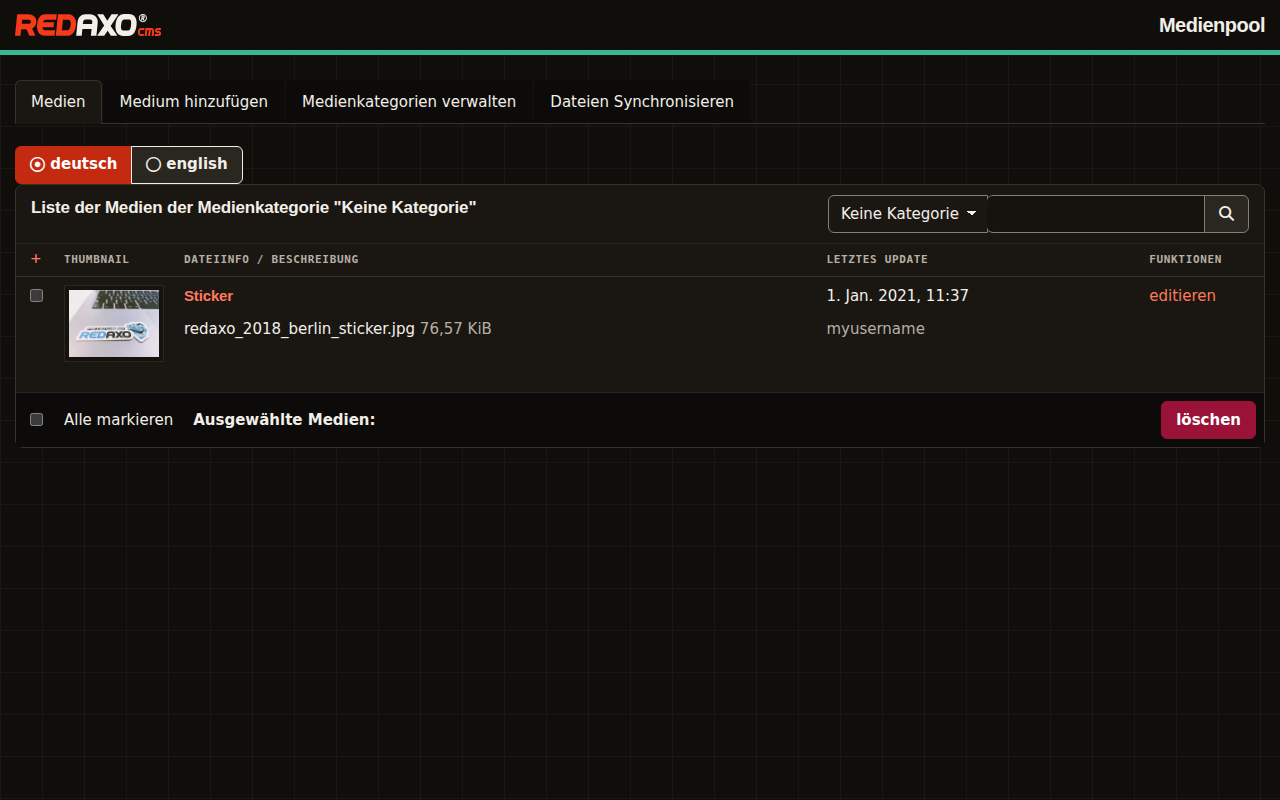 REDAXO® cms
Medienpool
Medien
Medium hinzufügen
Medienkategorien verwalten
Dateien Synchronisieren
deutsch
english
Liste der Medien der Medienkategorie "Keine Kategorie"
Keine Kategorie
+ THUMBNAIL DATEIINFO / BESCHREIBUNG LETZTES UPDATE FUNKTIONEN
REDAXO
Sticker
1. Jan. 2021, 11:37
editieren
redaxo_2018_berlin_sticker.jpg 76,57 KiB
myusername
Alle markieren
Ausgewählte Medien:
löschen